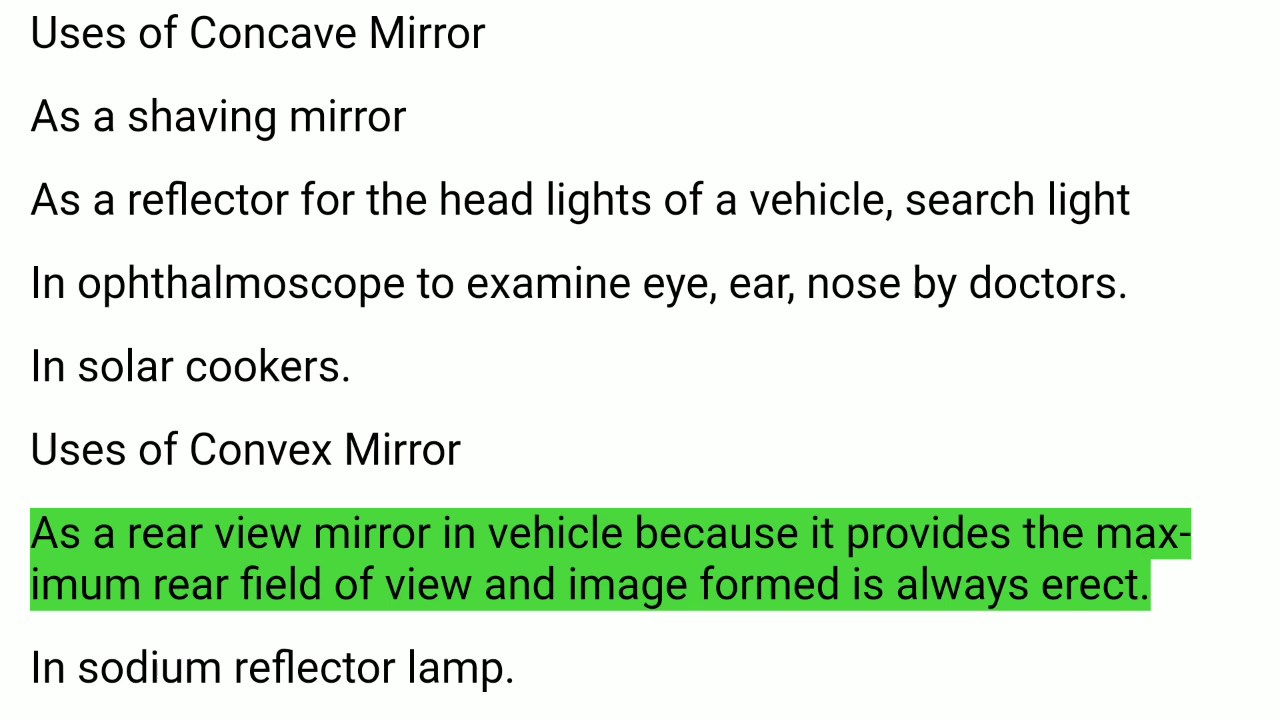 Uses of Concave Mirror
As a shaving mirror
As a reflector for the head lights of a vehicle, search light
In ophthalmoscope to examine eye, ear, nose by doctors.
In solar cookers.
Uses of Convex Mirror
As a rear view mirror in vehicle because it provides the max-
imum rear field of view and image formed is always erect.
In sodium reflector lamp.